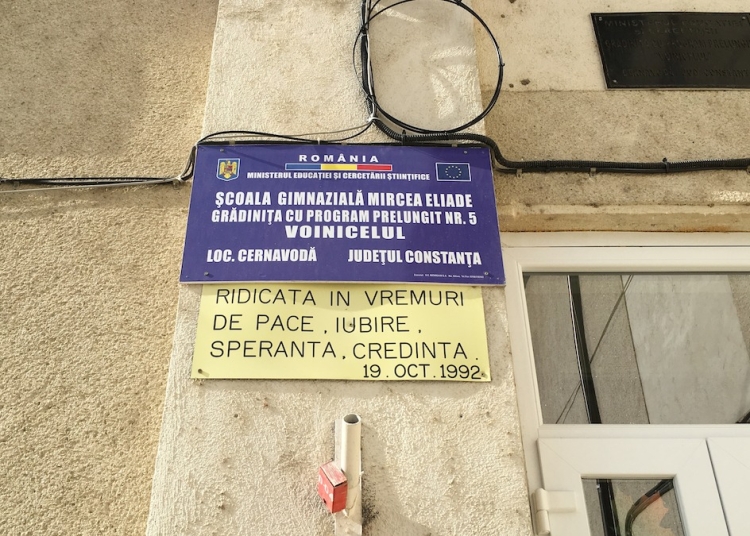 ROMÂNIA
MINISTERUL EDUCAȚIEI ȘI CERCETĂRII ȘTIINȚIFICE
ȘCOALA GIMNAZIALĂ MIRCEA ELIADE
GRĂDINIȚA CU PROGRAM PRELUNGIT NR. 5
VOINICELUL
LOC. CERNAVODĂ JUDEȚUL CONSTANȚA
RIDICATA IN VREMURI
DE PACE, IUBIRE,
SPERANTA, CREDINTA.
19. OCT. 1992